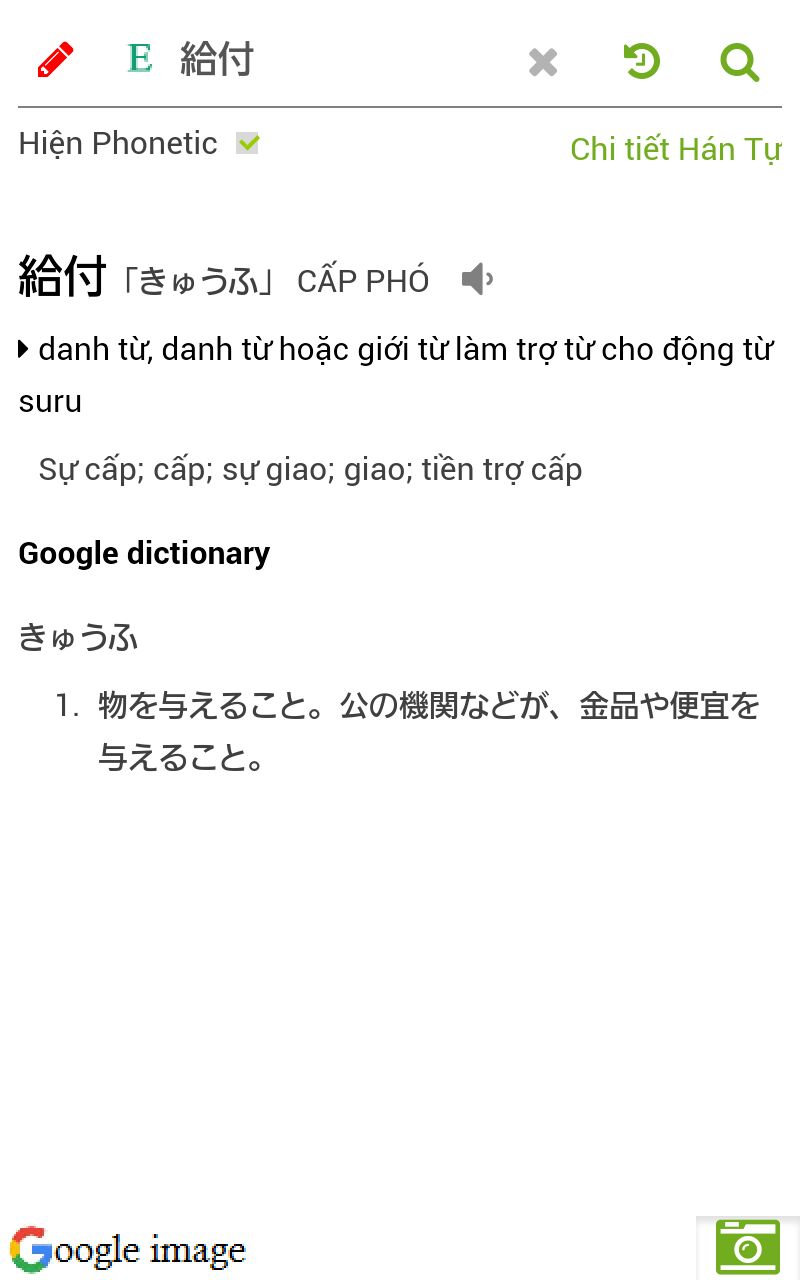 E 給付
Hiện Phonetic
Chi tiết Hán Tự
給付「きゅうふ」 CẤP PHÓ
danh từ, danh từ hoặc giới từ làm trợ từ cho động từ
suru
Sự cấp; cấp; sự giao; giao; tiền trợ cấp
Google dictionary
きゅうふ
1. 物を与えること。公の機関などが、金品や便宜を
与えること。
Google image